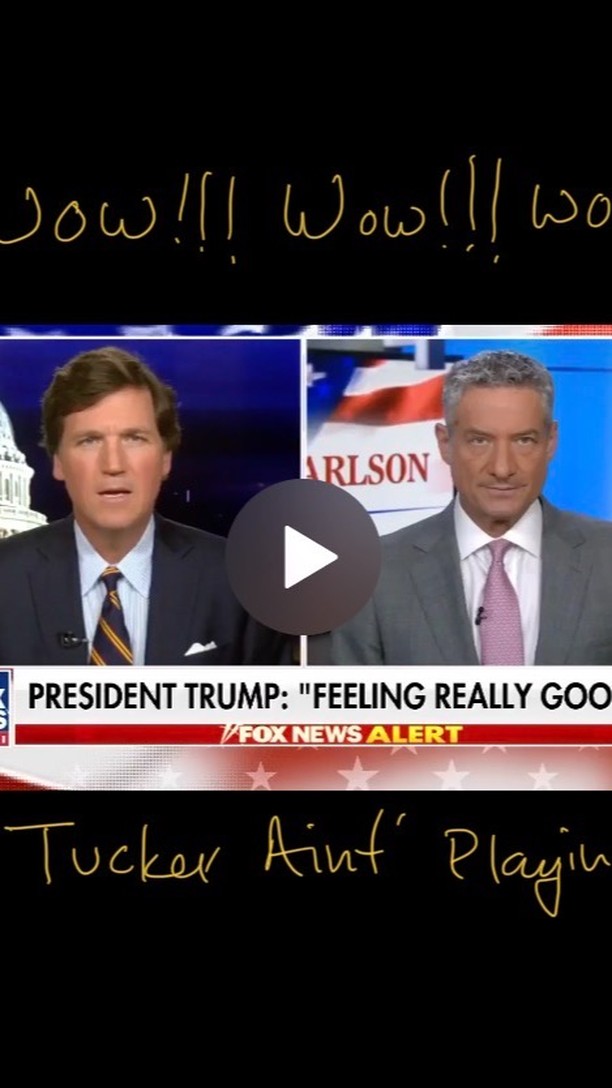 Wow!!! Wow!!! Wo
ARLSON
PRESIDENT TRUMP: "FEELING REALLY GOO
FOX NEWS ALERT
Tucker Aint' Playin